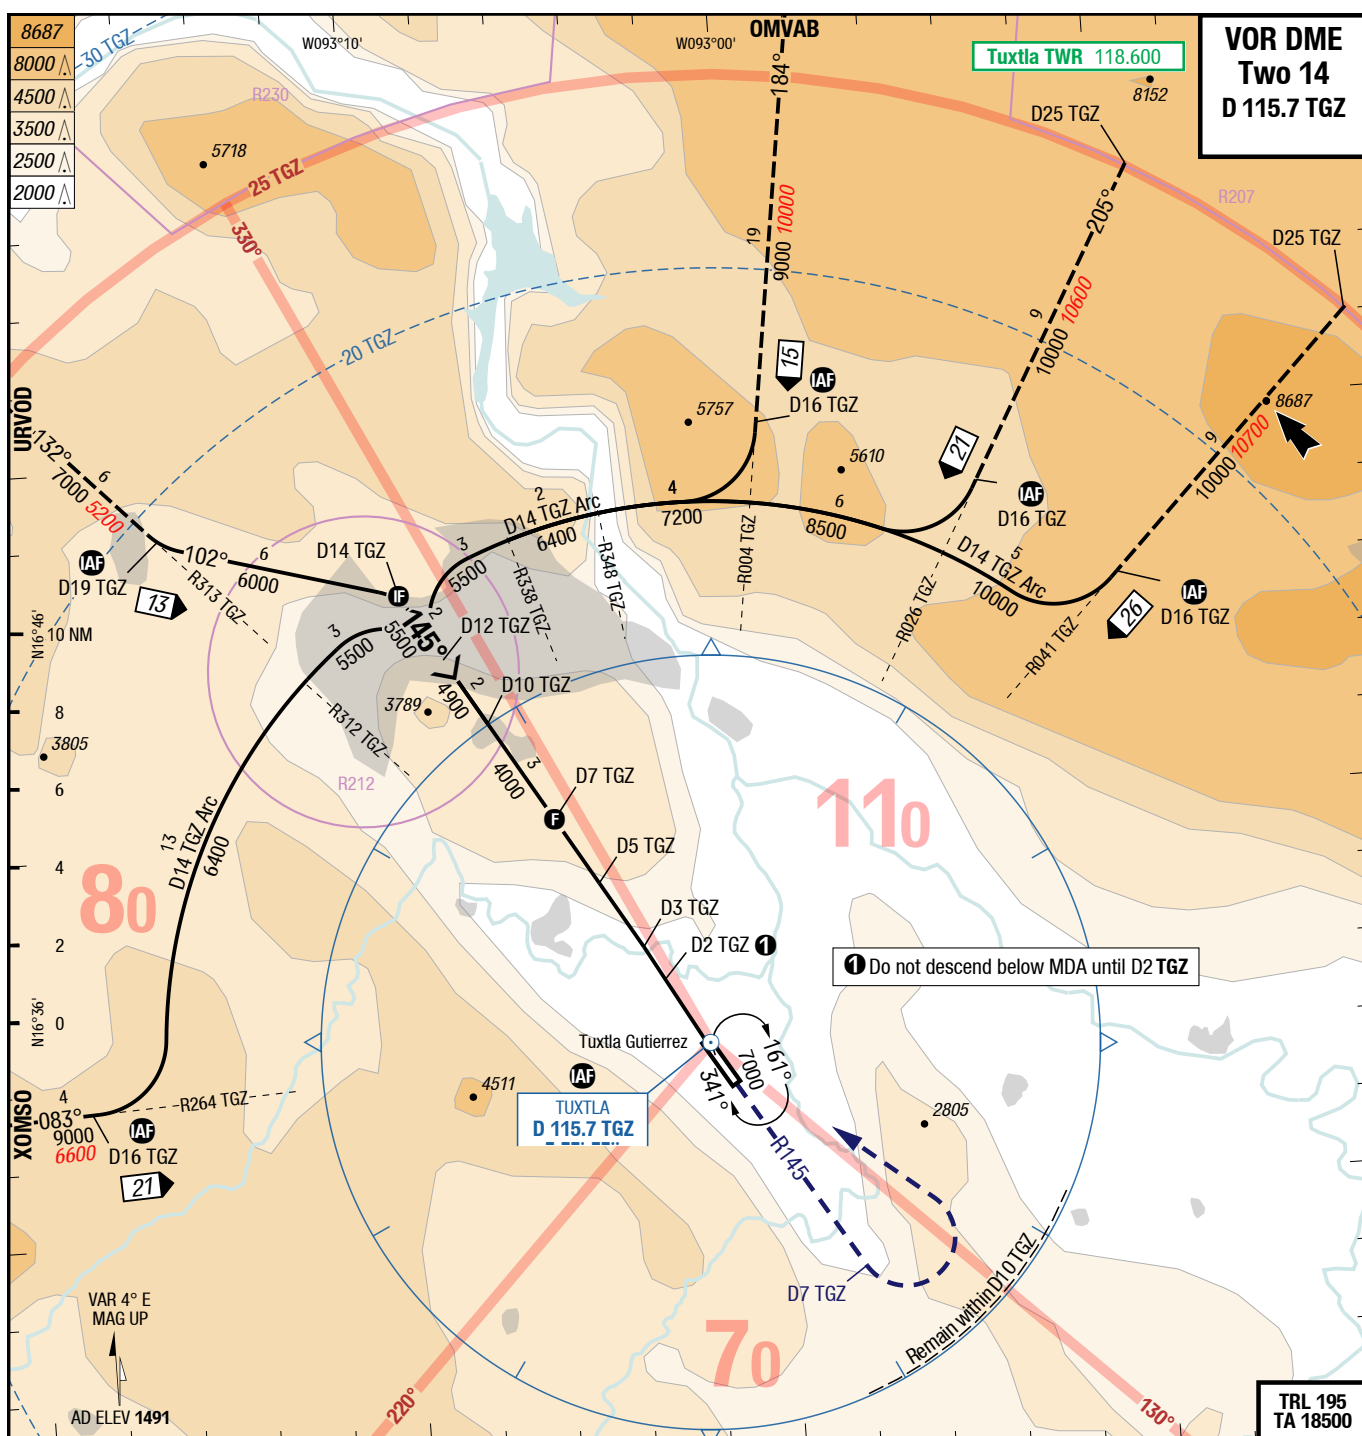 8687
8000
4500
3500
2500
2000
30 TGZ
W093°10'
W093°00'
OMVAB
Tuxtla TWR 118.600
VOR DME
Two 14
D 115.7 TGZ
R230
5718
25 TGZ
330°
184°
8152
D25 TGZ
R207
D25 TGZ
205°
19
9000 10000
9
10000 10600
20 TGZ
15
IAF
D16 TGZ
5757
5610
21
IAF
D16 TGZ
8687
9
10000 10700
URVOD
132°
6
7000 5200
IAF
D19 TGZ
13
102°
6
6000
R313 TGZ
D14 TGZ
IF
145°
2
5500
D12 TGZ
3
5500
2
D14 TGZ Arc
6400
4
7200
6
8500
5
D14 TGZ Arc
10000
R338 TGZ
R348 TGZ
R004 TGZ
R026 TGZ
R041 TGZ
26
IAF
D16 TGZ
N16°46'
10 NM
8
6
4
2
0
N16°36'
3
5500
R312 TGZ
3789
3805
R212
2
4900
D10 TGZ
3
4000
D7 TGZ
F
D5 TGZ
D3 TGZ
D2 TGZ 1
13
D14 TGZ Arc
6400
80
110
1 Do not descend below MDA until D2 TGZ
Tuxtla Gutierrez
161°
7000
341°
4511
IAF
TUXTLA
D 115.7 TGZ
2805
XOMSO
4
083°
9000
6600
R264 TGZ
IAF
D16 TGZ
21
R145
D7 TGZ
Remain within D10 TGZ
70
220°
130°
VAR 4° E
MAG UP
AD ELEV 1491
TRL 195
TA 18500